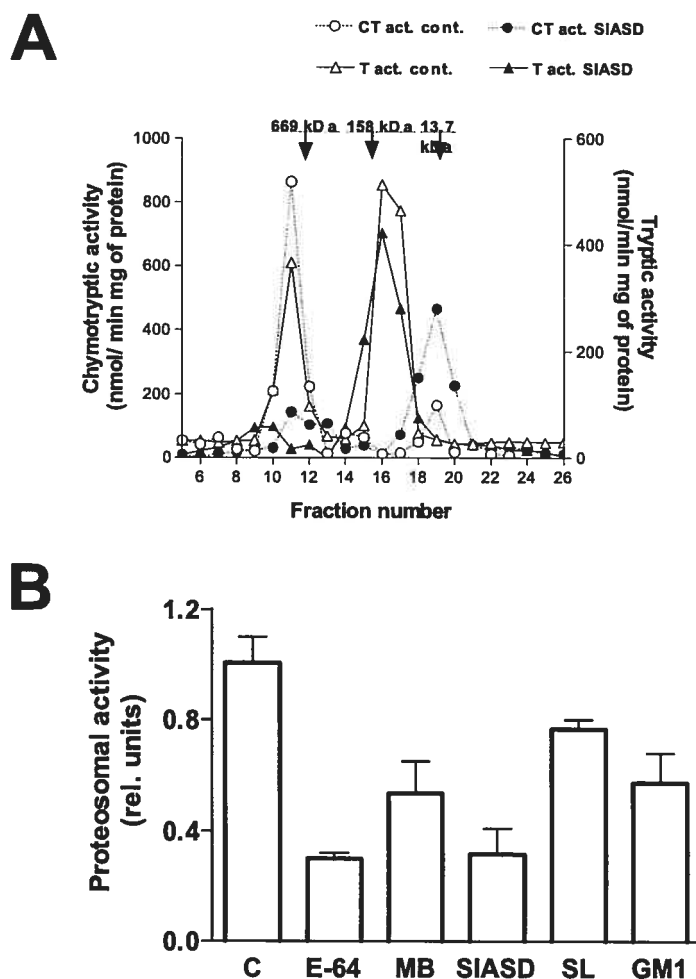 A
CT act. cont.
CT act. SIASD
T act. cont.
T act. SIASD
669 kDa
158 kDa
13,7
kDa
1000
800
600
400
200
0
Chymotryptic activity
(nmol/ min mg of protein)
600
400
200
0
Tryptic activity
(nmol/min mg of protein)
6 8 10 12 14 16 18 20 22 24 26
Fraction number
B
1.2
0.8
0.4
0.0
Proteosomal activity
(rel. units)
C E-64 MB SIASD SL GM1